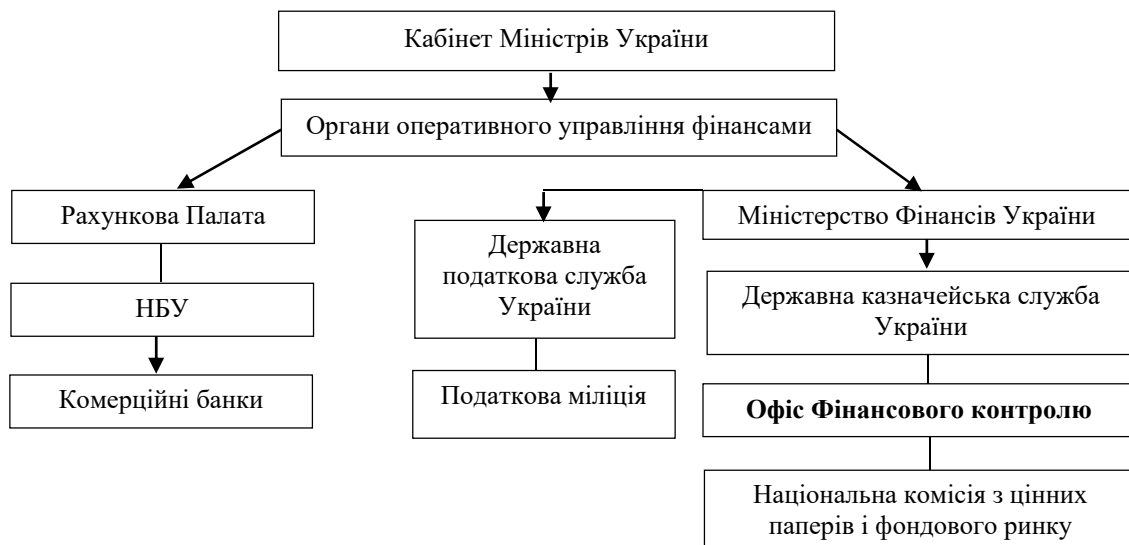 Кабінет Міністрів України
Органи оперативного управління фінансами
Рахункова Палата
Міністерство Фінансів України
Державна
податкова служба
України
НБУ
Державна казначейська служба
України
Комерційні банки
Податкова міліція
Офіс Фінансового контролю
Національна комісія з цінних
паперів і фондового ринку